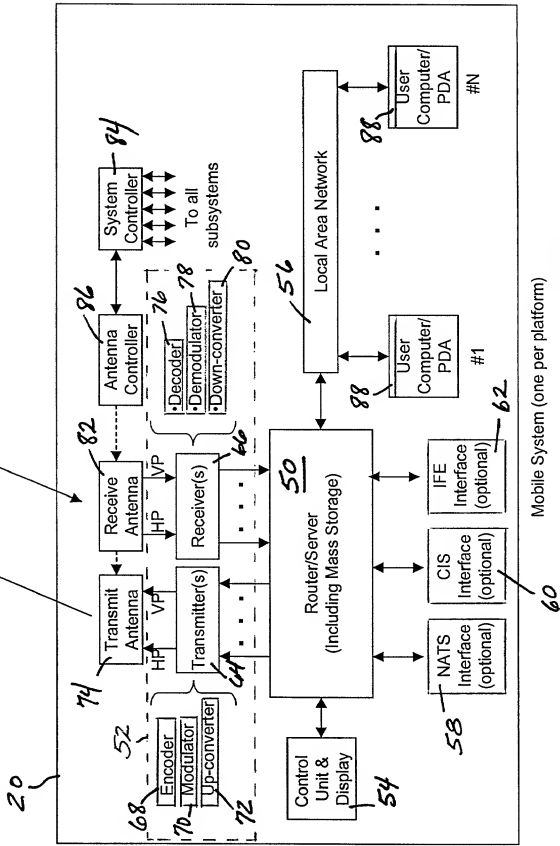 20
74
Transmit
Antenna
82
Receive
Antenna
86
Antenna
Controller
84
System
Controller
To all
subsystems
HP
VP
HP
VP
52
68
Encoder
70
Modulator
72
Up-converter
Transmitter(s)
64
Receiver(s)
66
•Decoder
76
•Demodulator
78
•Down-converter
80
Control
Unit &
Display
54
Router/Server
(Including Mass Storage)
50
Local Area Network
56
NATS
Interface
(optional)
58
CIS
Interface
(optional)
60
IFE
Interface
(optional)
62
88
User
Computer/
PDA
#1
88
User
Computer/
PDA
#N
Mobile System (one per platform)